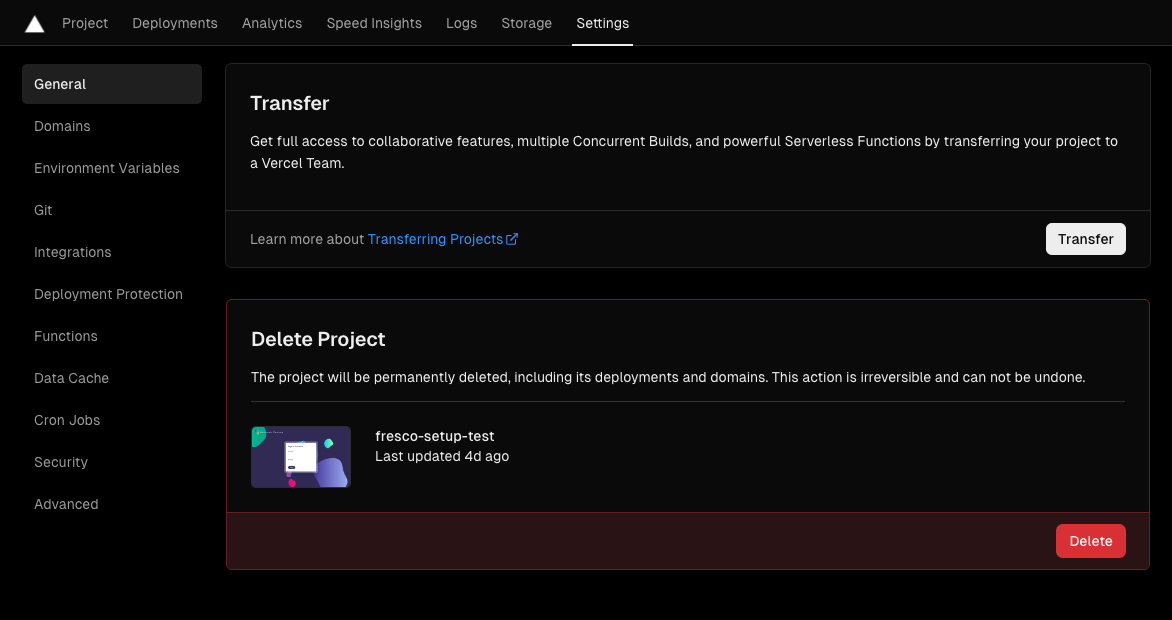 Project Deployments Analytics Speed Insights Logs Storage Settings
General
Domains
Environment Variables
Git
Integrations
Deployment Protection
Functions
Data Cache
Cron Jobs
Security
Advanced
Transfer
Get full access to collaborative features, multiple Concurrent Builds, and powerful Serverless Functions by transferring your project to
a Vercel Team.
Learn more about Transferring Projects
Transfer
Delete Project
The project will be permanently deleted, including its deployments and domains. This action is irreversible and can not be undone.
fresco-setup-test
Last updated 4d ago
Delete